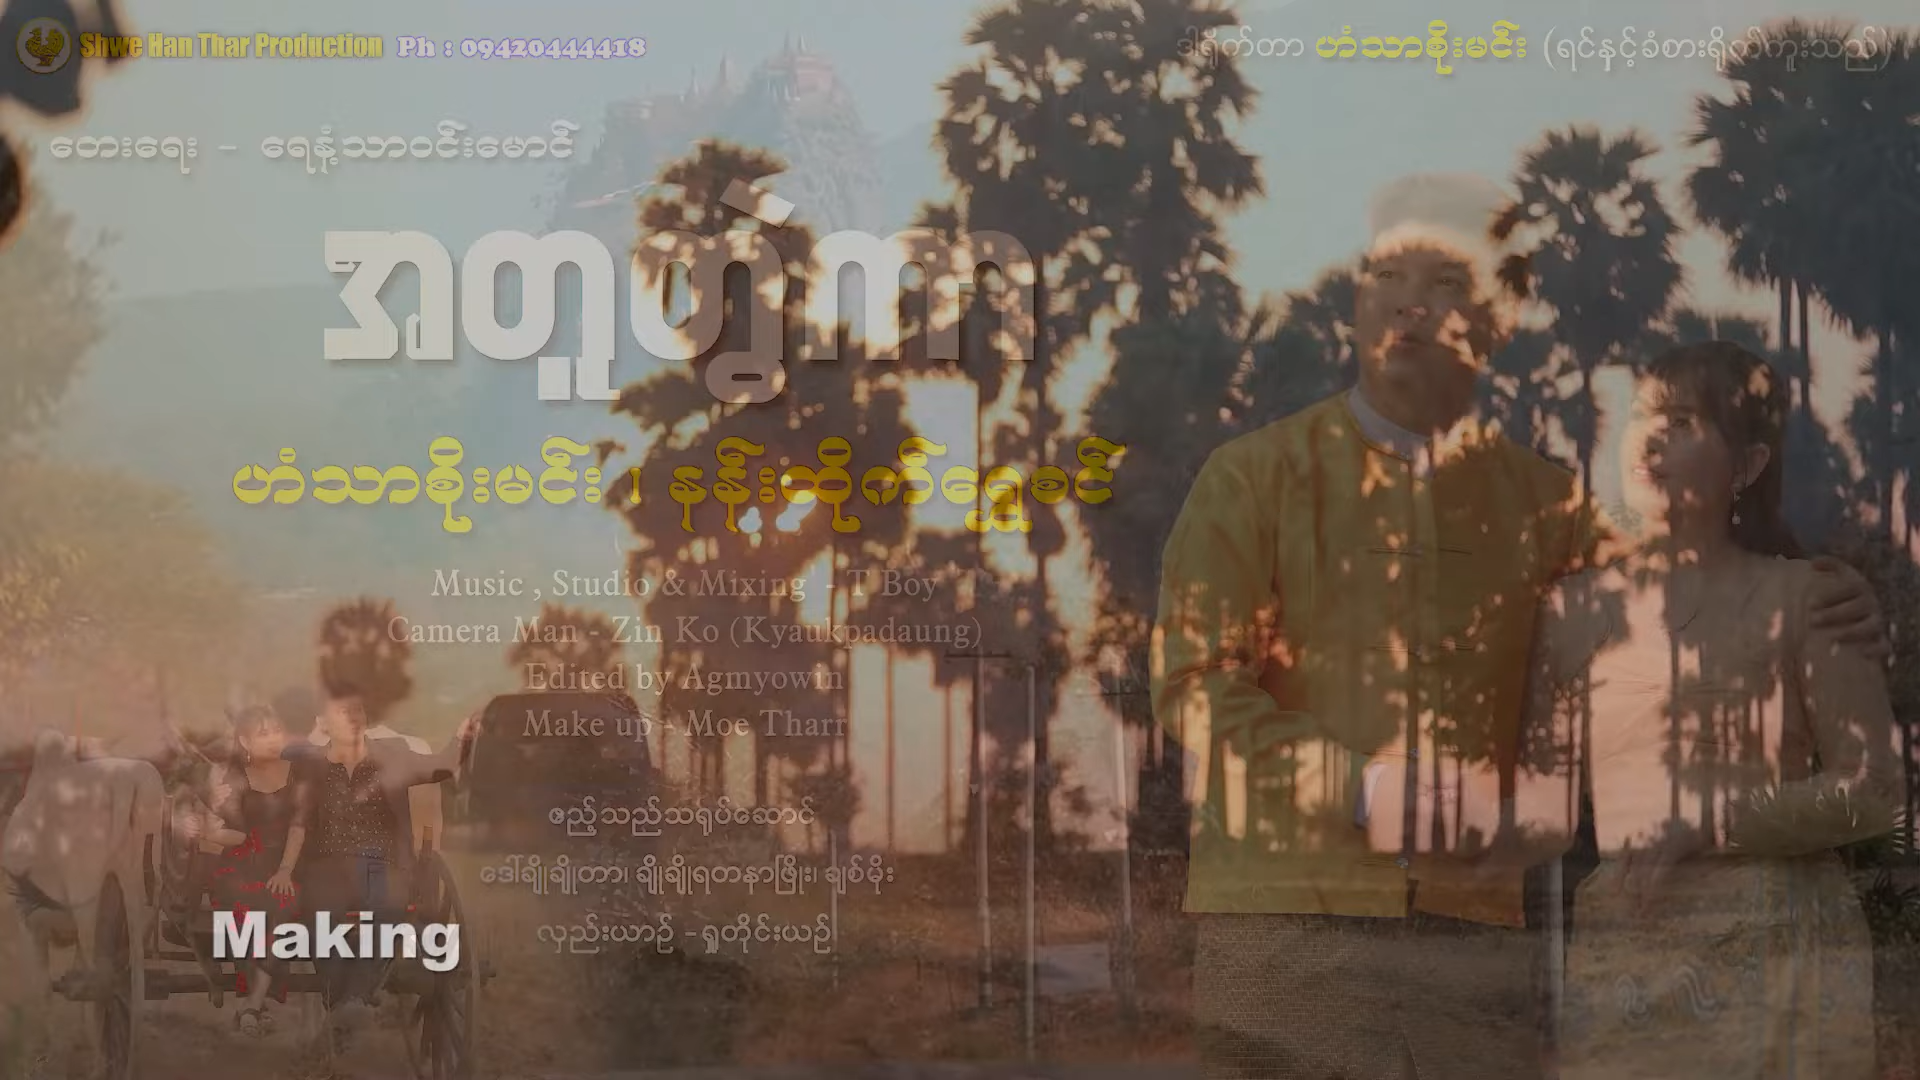 Shwe Han Thar Production Ph : 09420444418
ဒါရိုက်တာ ဟံသာစိုးမင်း (ရင်နှင့်ခံစားရိုက်ကူးသည်)
တေးရေး - ရေနံ့သာဝင်းမောင်
အတူတွဲကာ
ဟံသာစိုးမင်း ၊ နန်းထိုက်ရွှေစင်
Music , Studio & Mixing - T Boy
Camera Man - Zin Ko (Kyaukpadaung)
Edited by Agmyowin
Make up - Moe Tharr
ဧည့်သည်သရုပ်ဆောင်
ဒေါ်ချိုချိုတာ၊ ချိုချိုရတနာဖြိုး၊ ချစ်မိုး
လှည်းယာဉ် - ရှုတိုင်းယဉ်
Making